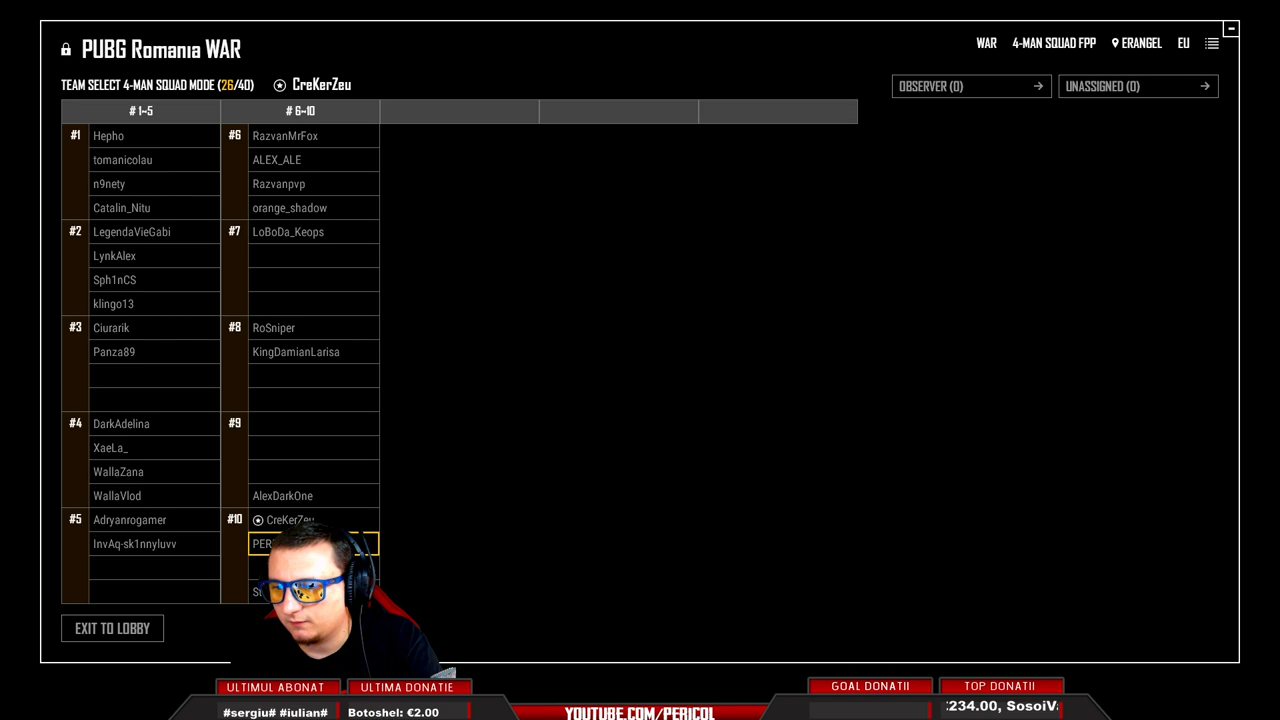 PUBG Romania WAR
WAR 4-MAN SQUAD FPP ERANGEL EU
TEAM SELECT 4-MAN SQUAD MODE (26/40) CreKerZeu
OBSERVER (0) UNASSIGNED (0)
# 1~5 # 6~10
#1 Hepho #6 RazvanMrFox
tomanicolau ALEX_ALE
n9nety Razvanpvp
Catalin_Nitu orange_shadow
#2 LegendaVieGabi #7 LoBoDa_Keops
LynkAlex
Sph1nCS
klingo13
#3 Ciurarik #8 RoSniper
Panza89 KingDamianLarisa
#4 DarkAdelina #9
XaeLa_
WallaZana
WallaVlod AlexDarkOne
#5 Adryanrogamer #10 CreKerZeu
InvAq-sk1nnyluvv
EXIT TO LOBBY
ULTIMUL ABONAT ULTIMA DONATIE GOAL DONATII TOP DONATII
#sergiu# #iulian# Botoshel: €2.00 234.00,
YOUTUBE.COM/PERICOL